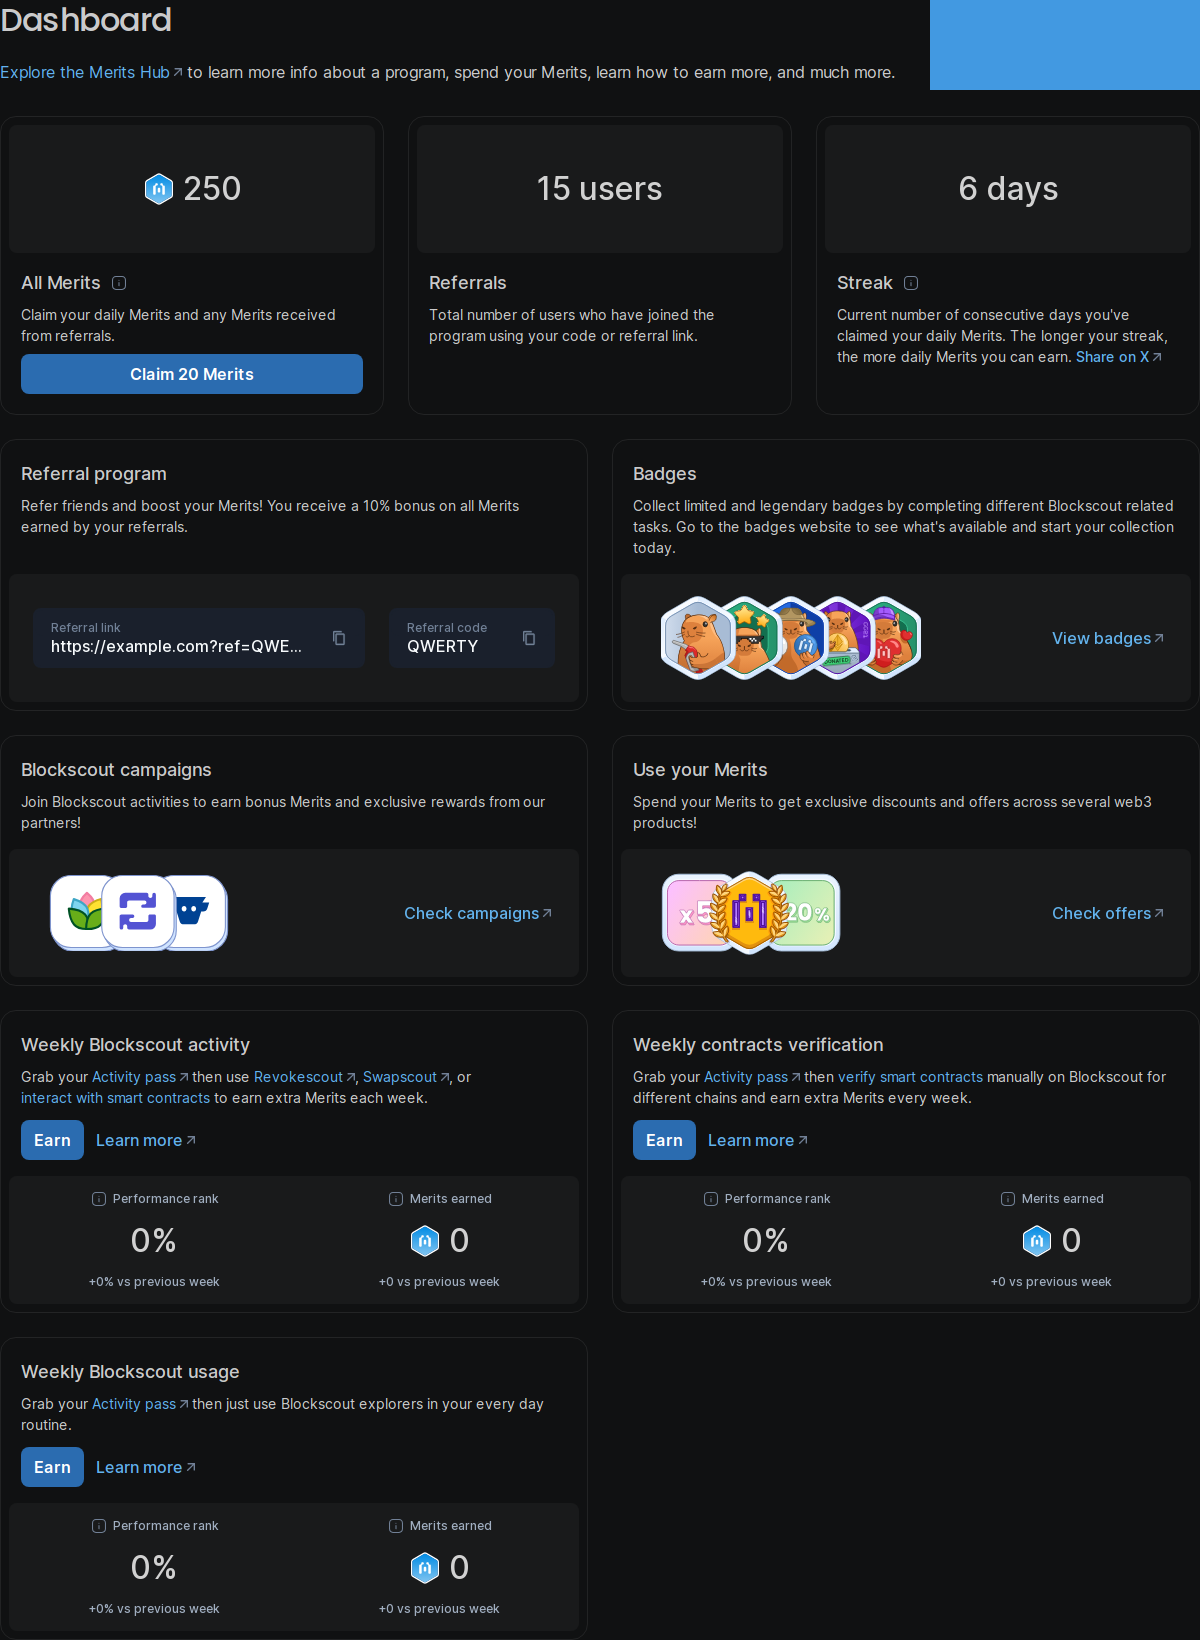 Dashboard
Explore the Merits Hub to learn more info about a program, spend your Merits, learn how to earn more, and much more.
250
15 users
6 days
All Merits
Claim your daily Merits and any Merits received
from referrals.
Claim 20 Merits
Referrals
Total number of users who have joined the
program using your code or referral link.
Streak
Current number of consecutive days you've
claimed your daily Merits. The longer your streak,
the more daily Merits you can earn. Share on X
Referral program
Refer friends and boost your Merits! You receive a 10% bonus on all Merits
earned by your referrals.
Referral link
https://example.com?ref=QWE...
Referral code
QWERTY
Badges
Collect limited and legendary badges by completing different Blockscout related
tasks. Go to the badges website to see what's available and start your collection
today.
View badges
Blockscout campaigns
Join Blockscout activities to earn bonus Merits and exclusive rewards from our
partners!
Check campaigns
Use your Merits
Spend your Merits to get exclusive discounts and offers across several web3
products!
x5
20%
Check offers
Weekly Blockscout activity
Grab your Activity pass then use Revokescout, Swapscout, or
interact with smart contracts to earn extra Merits each week.
Earn Learn more
Performance rank
0%
+0% vs previous week
Merits earned
0
+0 vs previous week
Weekly contracts verification
Grab your Activity pass then verify smart contracts manually on Blockscout for
different chains and earn extra Merits every week.
Earn Learn more
Performance rank
0%
+0% vs previous week
Merits earned
0
+0 vs previous week
Weekly Blockscout usage
Grab your Activity pass then just use Blockscout explorers in your every day
routine.
Earn Learn more
Performance rank
0%
+0% vs previous week
Merits earned
0
+0 vs previous week